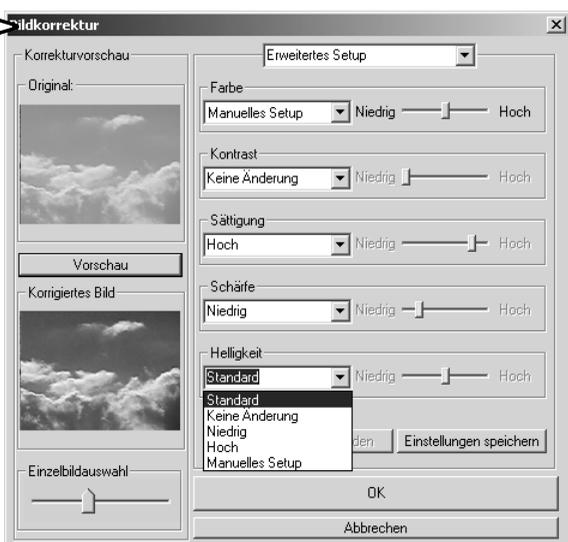 Bildkorrektur
Korrekturvorschau
Original:
Vorschau
Korrigiertes Bild
Einzelbildauswahl
Erweitertes Setup
Farbe
Manuelles Setup Niedrig Hoch
Kontrast
Keine Änderung Niedrig Hoch
Sättigung
Hoch Niedrig Hoch
Schärfe
Niedrig Niedrig Hoch
Helligkeit
Standard Niedrig Hoch
Standard
Keine Änderung
Niedrig
Hoch
Manuelles Setup
Einstellungen speichern
OK
Abbrechen